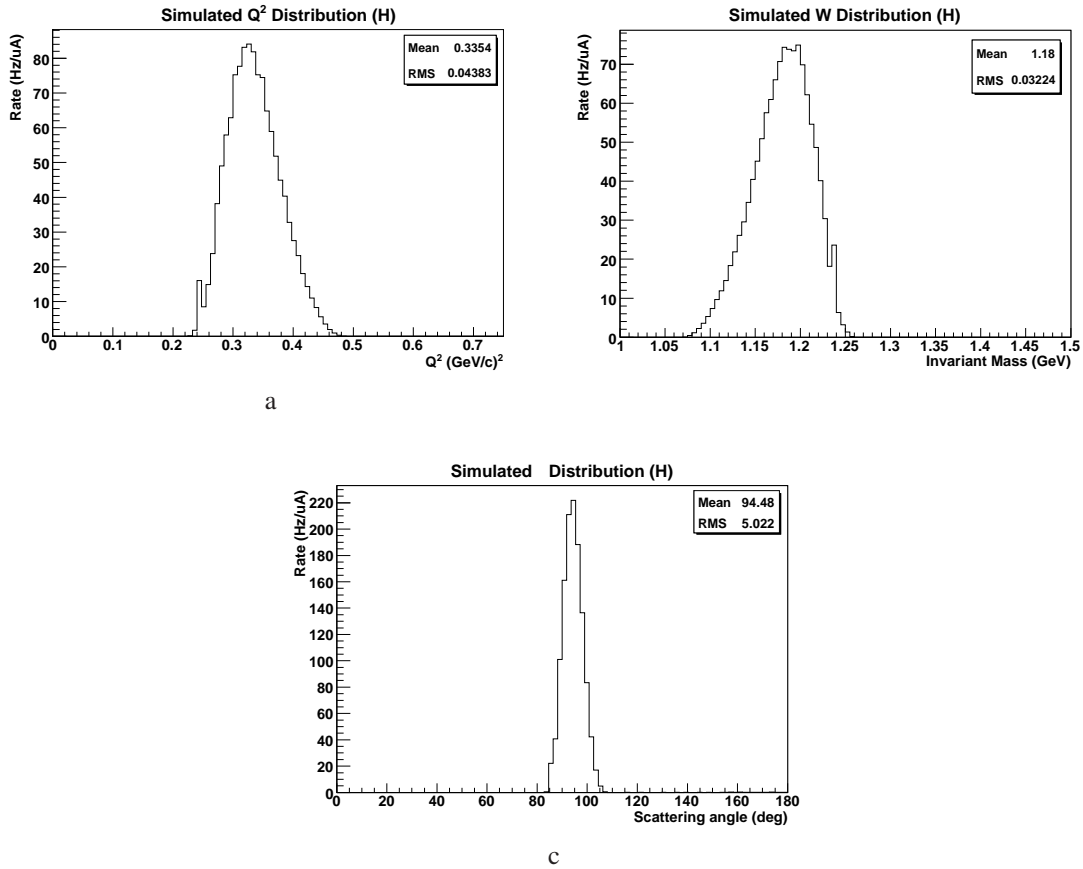 Simulated Q² Distribution (H)
Rate (Hz/uA)
Mean 0.3354
RMS 0.04383
80
70
60
50
40
30
20
10
0
0 0.1 0.2 0.3 0.4 0.5 0.6 0.7
Q² (GeV/c)²
a
Simulated W Distribution (H)
Rate (Hz/uA)
Mean 1.18
RMS 0.03224
70
60
50
40
30
20
10
0
1 1.05 1.1 1.15 1.2 1.25 1.3 1.35 1.4 1.45 1.5
Invariant Mass (GeV)
Simulated Distribution (H)
Rate (Hz/uA)
Mean 94.48
RMS 5.022
220
200
180
160
140
120
100
80
60
40
20
0
0 20 40 60 80 100 120 140 160 180
Scattering angle (deg)
c